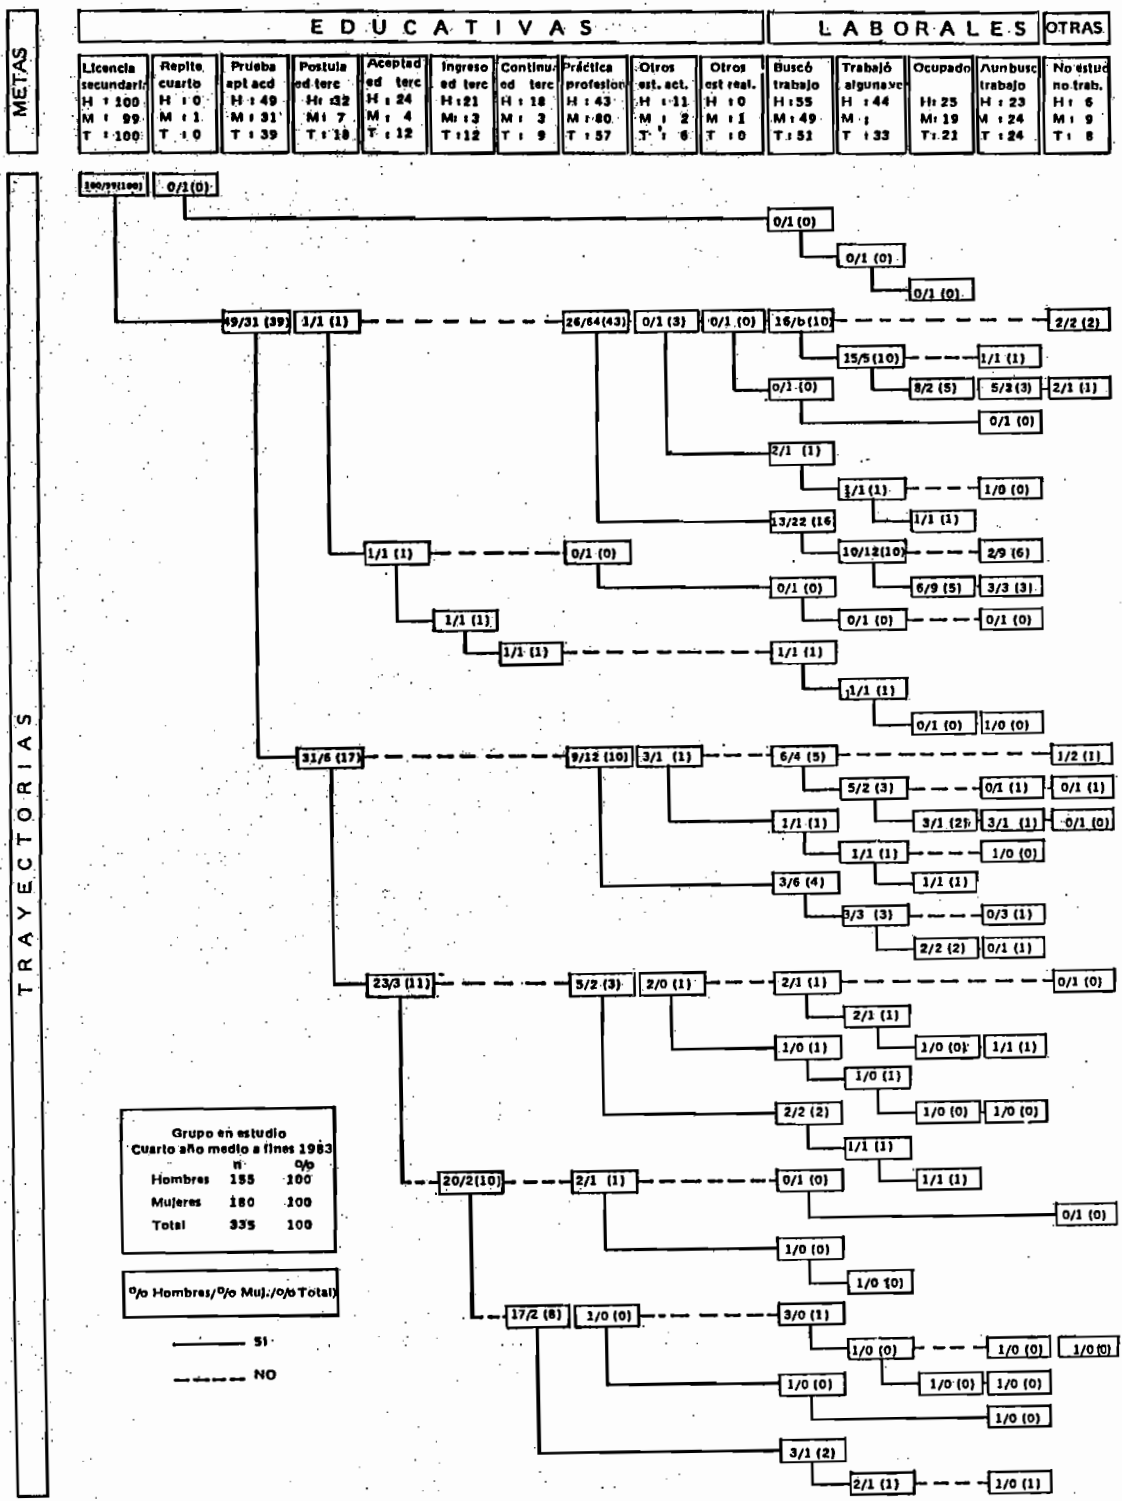 METAS
E D U C A T I V A S
L A B O R A L E S
OTRAS
Licencia
secundari
H : 100
M : 99
T : 100
Repite
cuarto
H : 0
M : 1
T : 0
Prueba
apt acd
H : 49
M : 31
T : 39
Postula
ed terc
H : 32
M : 7
T : 18
Aceptad
ed terc
H : 24
M : 4
T : 12
Ingreso
ed terc
H : 21
M : 3
T : 12
Continu
ed terc
H : 18
M : 3
T : 9
Práctica
profesion
H : 43
M : 80
T : 57
Otros
est. act.
H : 11
M : 2
T : 6
Otros
est real.
H : 0
M : 1
T : 0
Buscó
trabajo
H : 55
M : 49
T : 51
Trabajó
alguna.ve
H : 44
M :
T : 33
Ocupado
H : 25
M : 19
T : 21
Aun busc
trabajo
H : 23
M : 24
T : 24
No estud
no trab.
H : 6
M : 9
T : 8
TRAYECTORIAS
100/99(100) 0/1(0)
0/1 (0)
0/1 (0)
0/1 (0)
49/31 (39) 1/1 (1) 26/64(43) 0/1 (3) 0/1 (0) 16/b(10) 2/2 (2)
15/5(10) 1/1 (1)
0/1 (0) 8/2 (5) 5/3(3) 2/1 (1)
0/1 (0)
2/1 (1)
1/1(1) 1/0 (0)
13/22 (16 1/1 (1)
1/1 (1) 0/1 (0) 10/12(10) 2/9 (6)
0/1 (0) 6/9 (5) 3/3 (3)
1/1 (1) 0/1 (0) 0/1 (0)
1/1 (1) 1/1 (1)
1/1 (1)
0/1 (0) 1/0 (0)
31/6 (17) 9/12 (10) 3/1 (1) 6/4 (5) 1/2 (1)
5/2 (3) 0/1 (1) 0/1 (1)
1/1 (1) 3/1 (2) 3/1 (1) 0/1 (0)
1/1 (1) 1/0 (0)
3/6 (4) 1/1 (1)
3/3 (3) 0/3 (1)
2/2 (2) 0/1 (1)
23/3 (11) 5/2 (3) 2/0 (1) 2/1 (1) 0/1 (0)
2/1 (1)
1/0 (1) 1/0 (0) 1/1 (1)
1/0 (1)
2/2 (2) 1/0 (0) 1/0 (0)
1/1 (1)
20/2(10) 2/1 (1) 0/1 (0) 1/1 (1)
0/1 (0)
1/0 (0)
1/0 (0)
17/2 (8) 1/0 (0) 3/0 (1)
1/0 (0) 1/0 (0) 1/0 (0)
1/0 (0) 1/0 (0) 1/0 (0)
1/0 (0)
3/1 (2)
2/1 (1) 1/0 (1)
Grupo en estudio
Cuarto año medio a fines 1983
n o/o
Hombres 155 100
Mujeres 180 100
Total 335 100
o/o Hombres/o/o Muj./o/o Total)
SI
NO